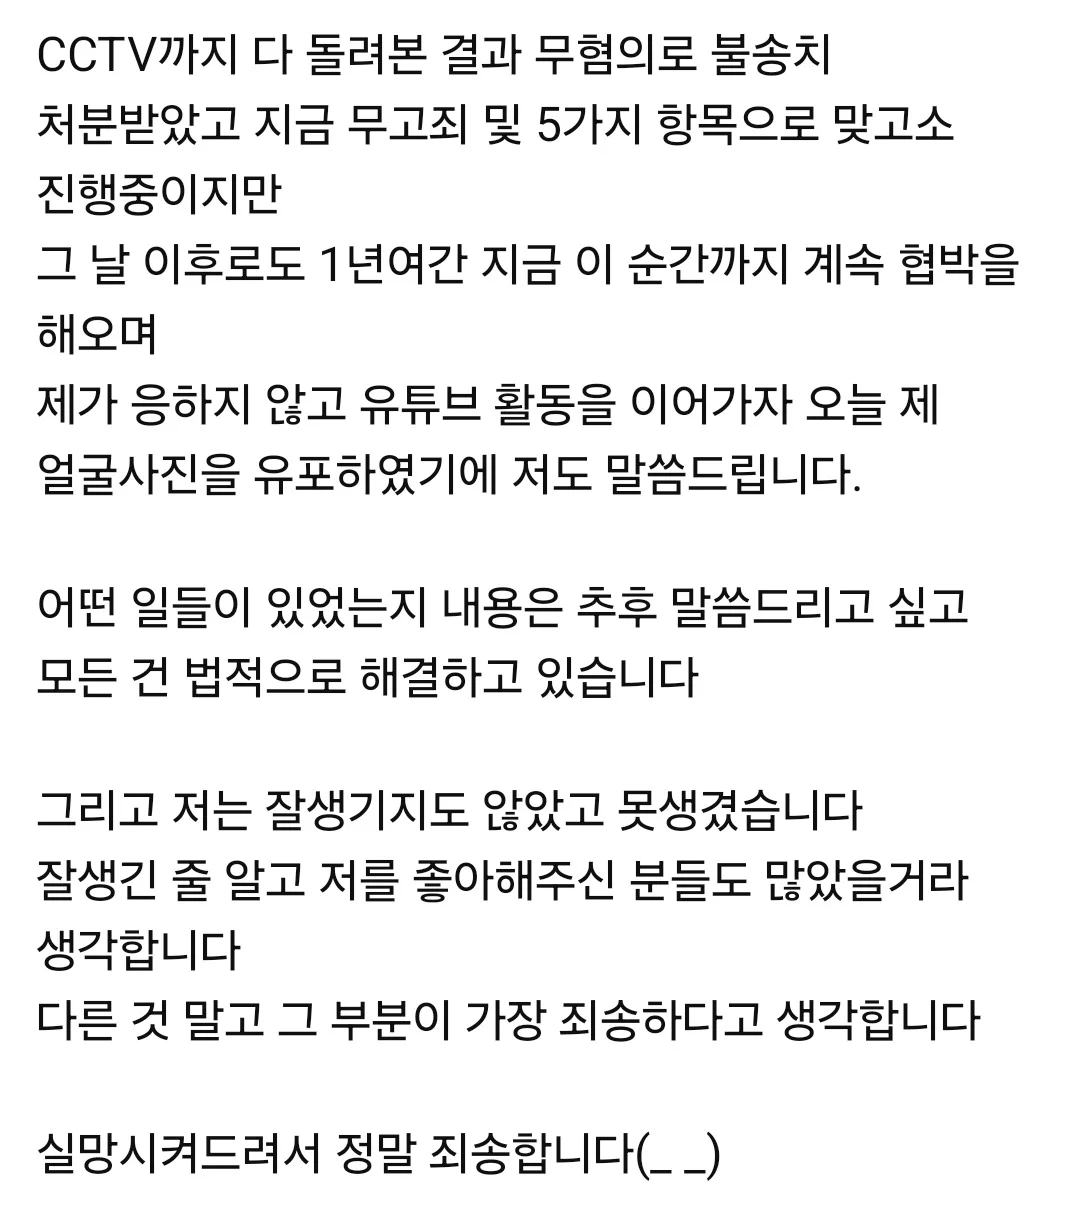 CCTV까지 다 돌려본 결과 무혐의로 불송치
처분받았고 지금 무고죄 및 5가지 항목으로 맞고소
진행중이지만
그 날 이후로도 1년여간 지금 이 순간까지 계속 협박을
해오며
제가 응하지 않고 유튜브 활동을 이어가자 오늘 제
얼굴사진을 유포하였기에 저도 말씀드립니다.
어떤 일들이 있었는지 내용은 추후 말씀드리고 싶고
모든 건 법적으로 해결하고 있습니다
그리고 저는 잘생기지도 않았고 못생겼습니다
잘생긴 줄 알고 저를 좋아해주신 분들도 많았을거라
생각합니다
다른 것 말고 그 부분이 가장 죄송하다고 생각합니다
실망시켜드려서 정말 죄송합니다(_ _)